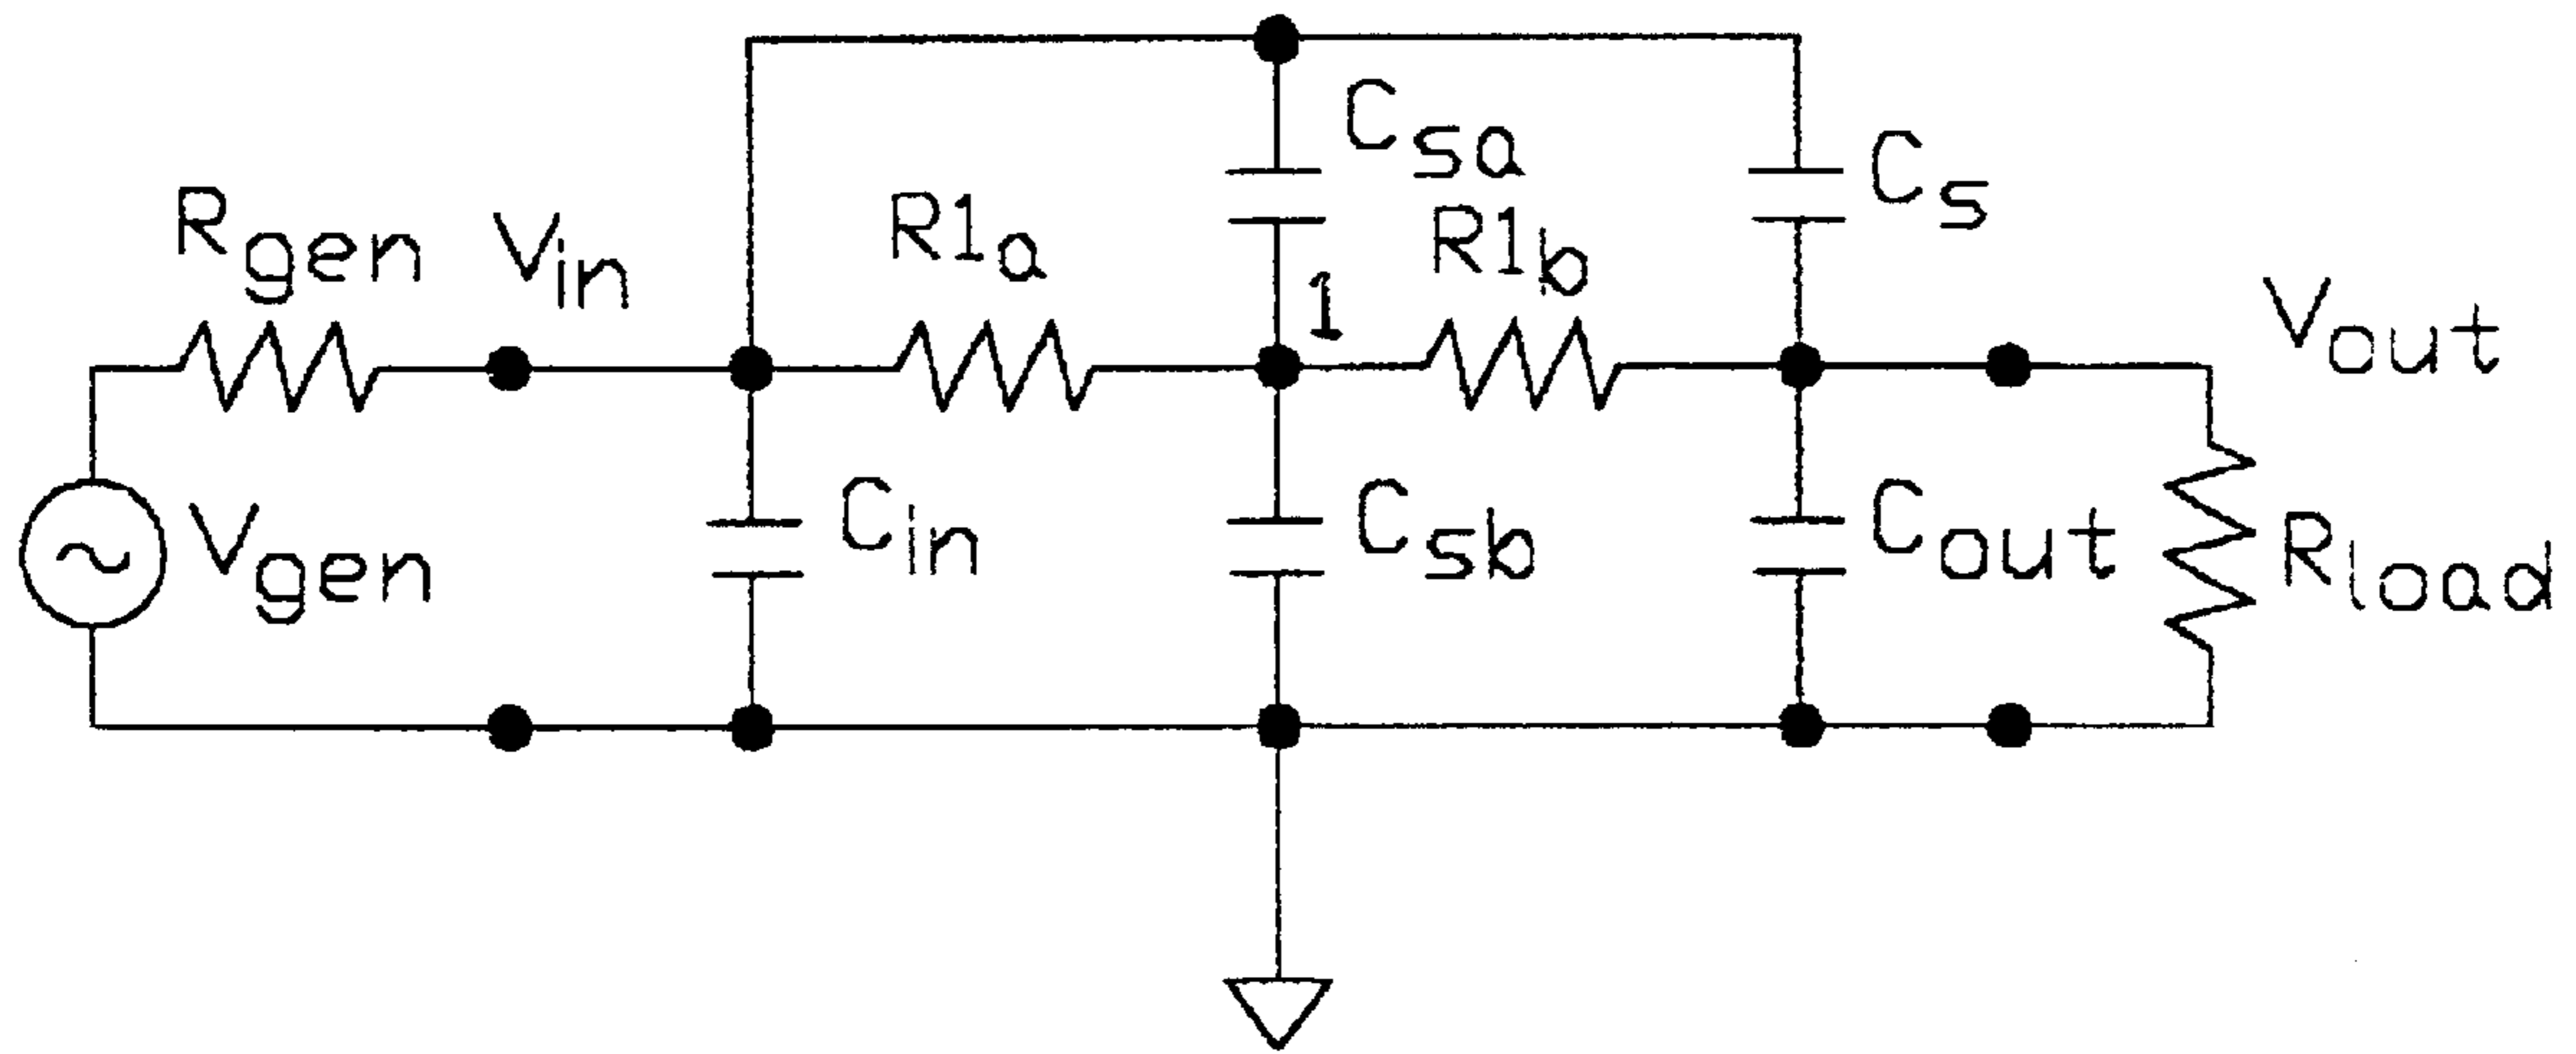 Csa
Cs
Rgen
Vin
R1a
1
R1b
Vout
Vgen
Cin
Csb
Cout
Rload